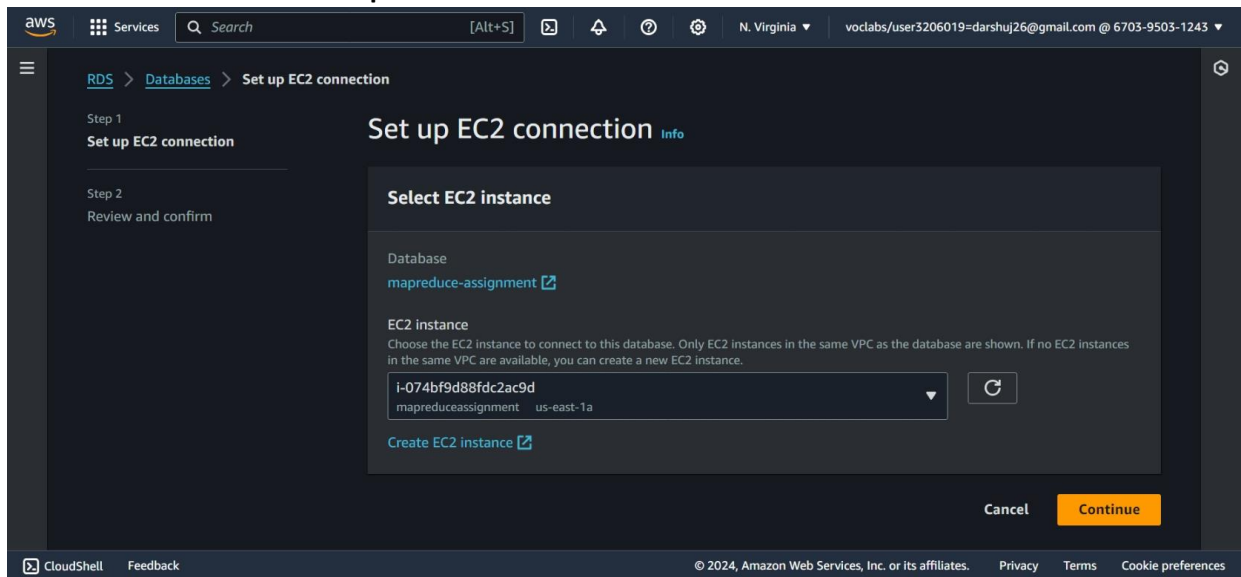 aws
Services
Search
[Alt+S]
N. Virginia
voclabs/user3206019=darshuj26@gmail.com @ 6703-9503-1243
RDS > Databases > Set up EC2 connection
Step 1
Set up EC2 connection
Step 2
Review and confirm
Set up EC2 connection Info
Select EC2 instance
Database
mapreduce-assignment
EC2 instance
Choose the EC2 instance to connect to this database. Only EC2 instances in the same VPC as the database are shown. If no EC2 instances
in the same VPC are available, you can create a new EC2 instance.
i-074bf9d88fdc2ac9d
mapreduceassignment us-east-1a
Create EC2 instance
Cancel
Continue
CloudShell
Feedback
© 2024, Amazon Web Services, Inc. or its affiliates.
Privacy
Terms
Cookie preferences